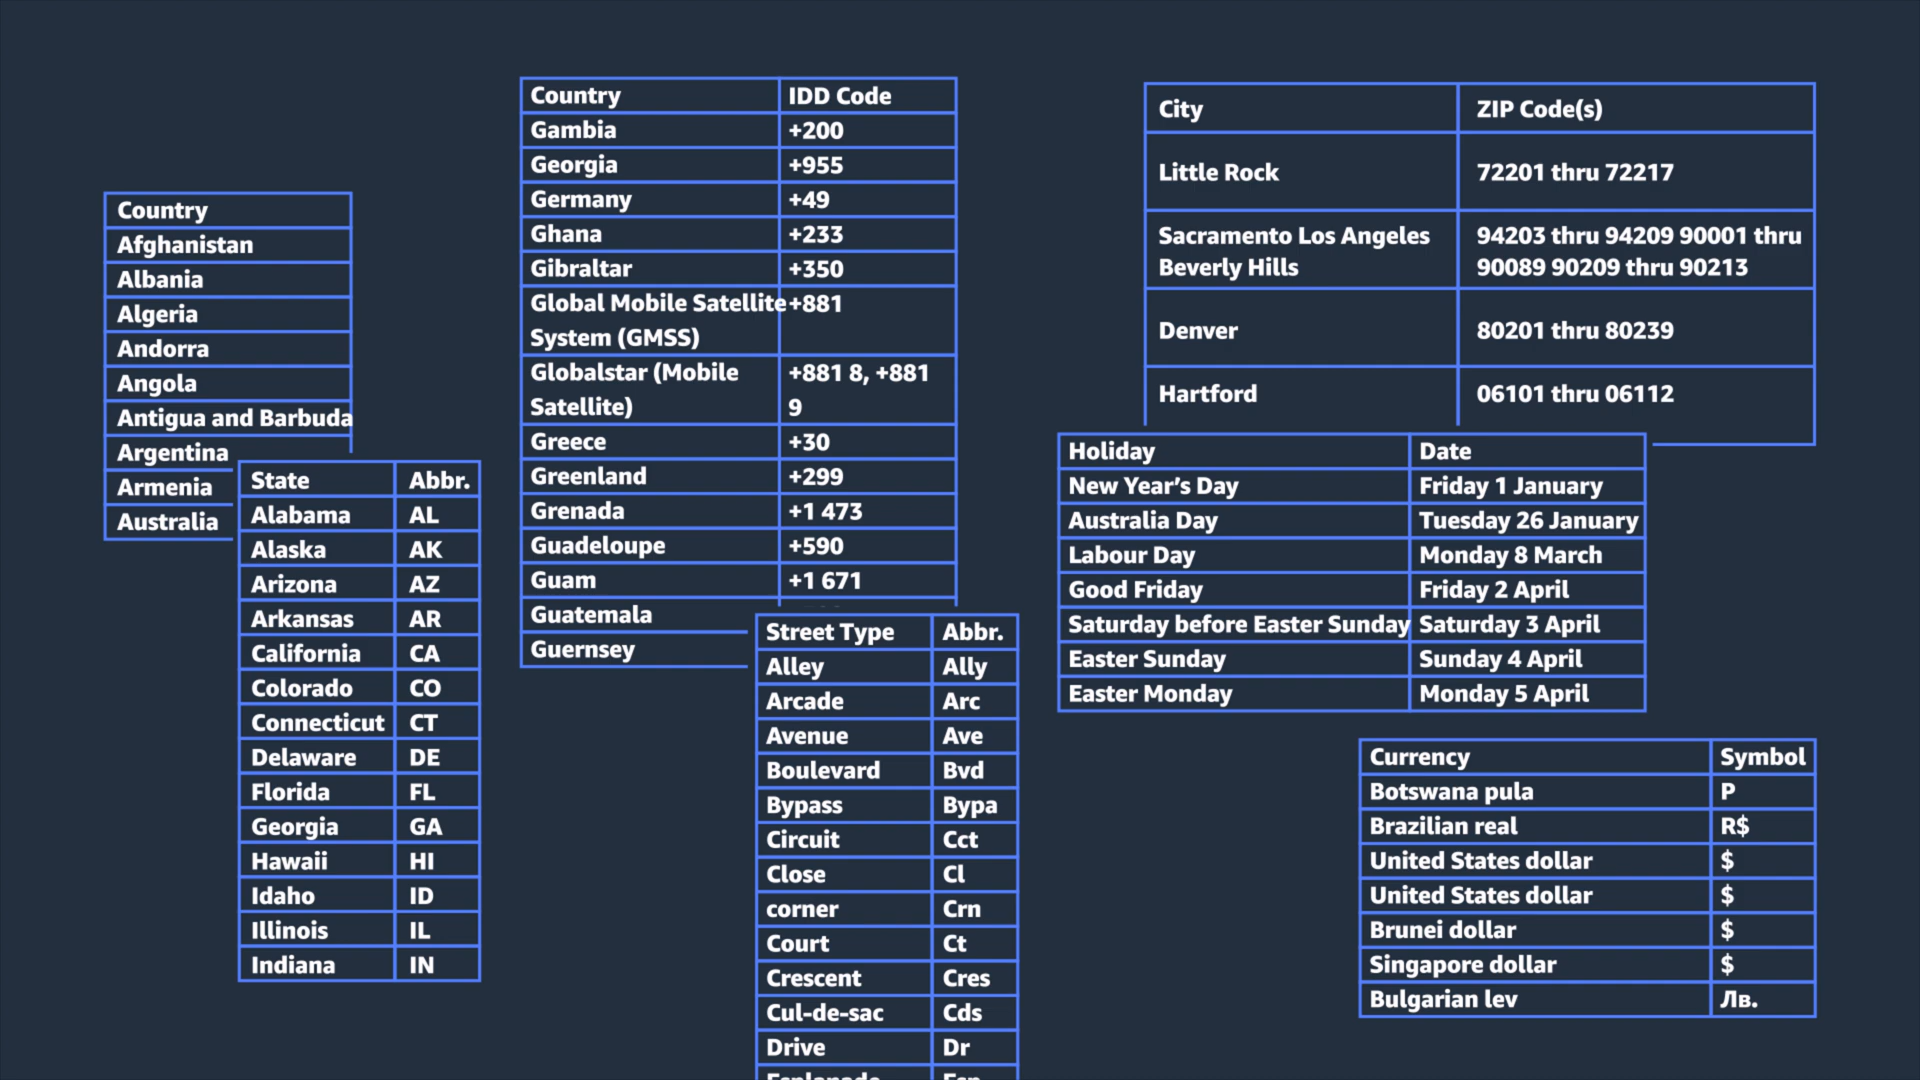 Country
Afghanistan
Albania
Algeria
Andorra
Angola
Antigua and Barbuda
Argentina
Armenia
Australia
State Abbr.
Alabama AL
Alaska AK
Arizona AZ
Arkansas AR
California CA
Colorado CO
Connecticut CT
Delaware DE
Florida FL
Georgia GA
Hawaii HI
Idaho ID
Illinois IL
Indiana IN
Country IDD Code
Gambia +200
Georgia +955
Germany +49
Ghana +233
Gibraltar +350
Global Mobile Satellite +881
System (GMSS)
Globalstar (Mobile +881 8, +881
Satellite) 9
Greece +30
Greenland +299
Grenada +1 473
Guadeloupe +590
Guam +1 671
Guatemala
Guernsey
Street Type Abbr.
Alley Ally
Arcade Arc
Avenue Ave
Boulevard Bvd
Bypass Bypa
Circuit Cct
Close Cl
corner Crn
Court Ct
Crescent Cres
Cul-de-sac Cds
Drive Dr
City ZIP Code(s)
Little Rock 72201 thru 72217
Sacramento Los Angeles 94203 thru 94209 90001 thru
Beverly Hills 90089 90209 thru 90213
Denver 80201 thru 80239
Hartford 06101 thru 06112
Holiday Date
New Year’s Day Friday 1 January
Australia Day Tuesday 26 January
Labour Day Monday 8 March
Good Friday Friday 2 April
Saturday before Easter Sunday Saturday 3 April
Easter Sunday Sunday 4 April
Easter Monday Monday 5 April
Currency Symbol
Botswana pula P
Brazilian real R$
United States dollar $
United States dollar $
Brunei dollar $
Singapore dollar $
Bulgarian lev Лв.